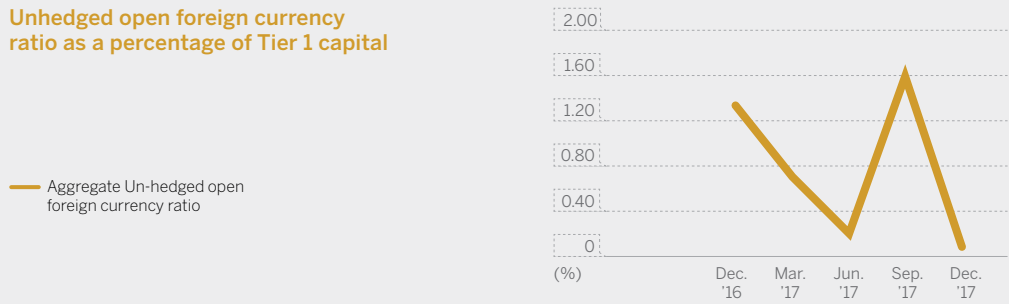 Unhedged open foreign currency
ratio as a percentage of Tier 1 capital
Aggregate Un-hedged open
foreign currency ratio
2.00
1.60
1.20
0.80
0.40
0
(%)
Dec. Mar. Jun. Sep. Dec.
’16 ’17 ’17 ’17 ’17